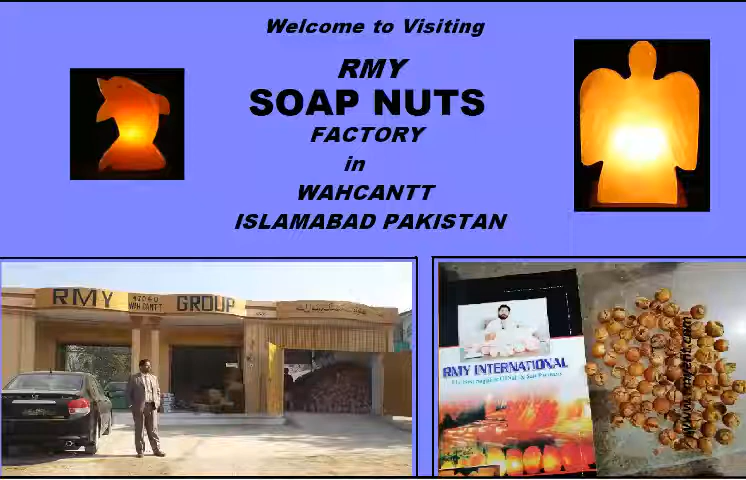 Welcome to Visiting
RMY
SOAP NUTS
FACTORY
in
WAHCANTT
ISLAMABAD PAKISTAN
RMY
WAH CANTT
GROUP
RMY INTERNATIONAL